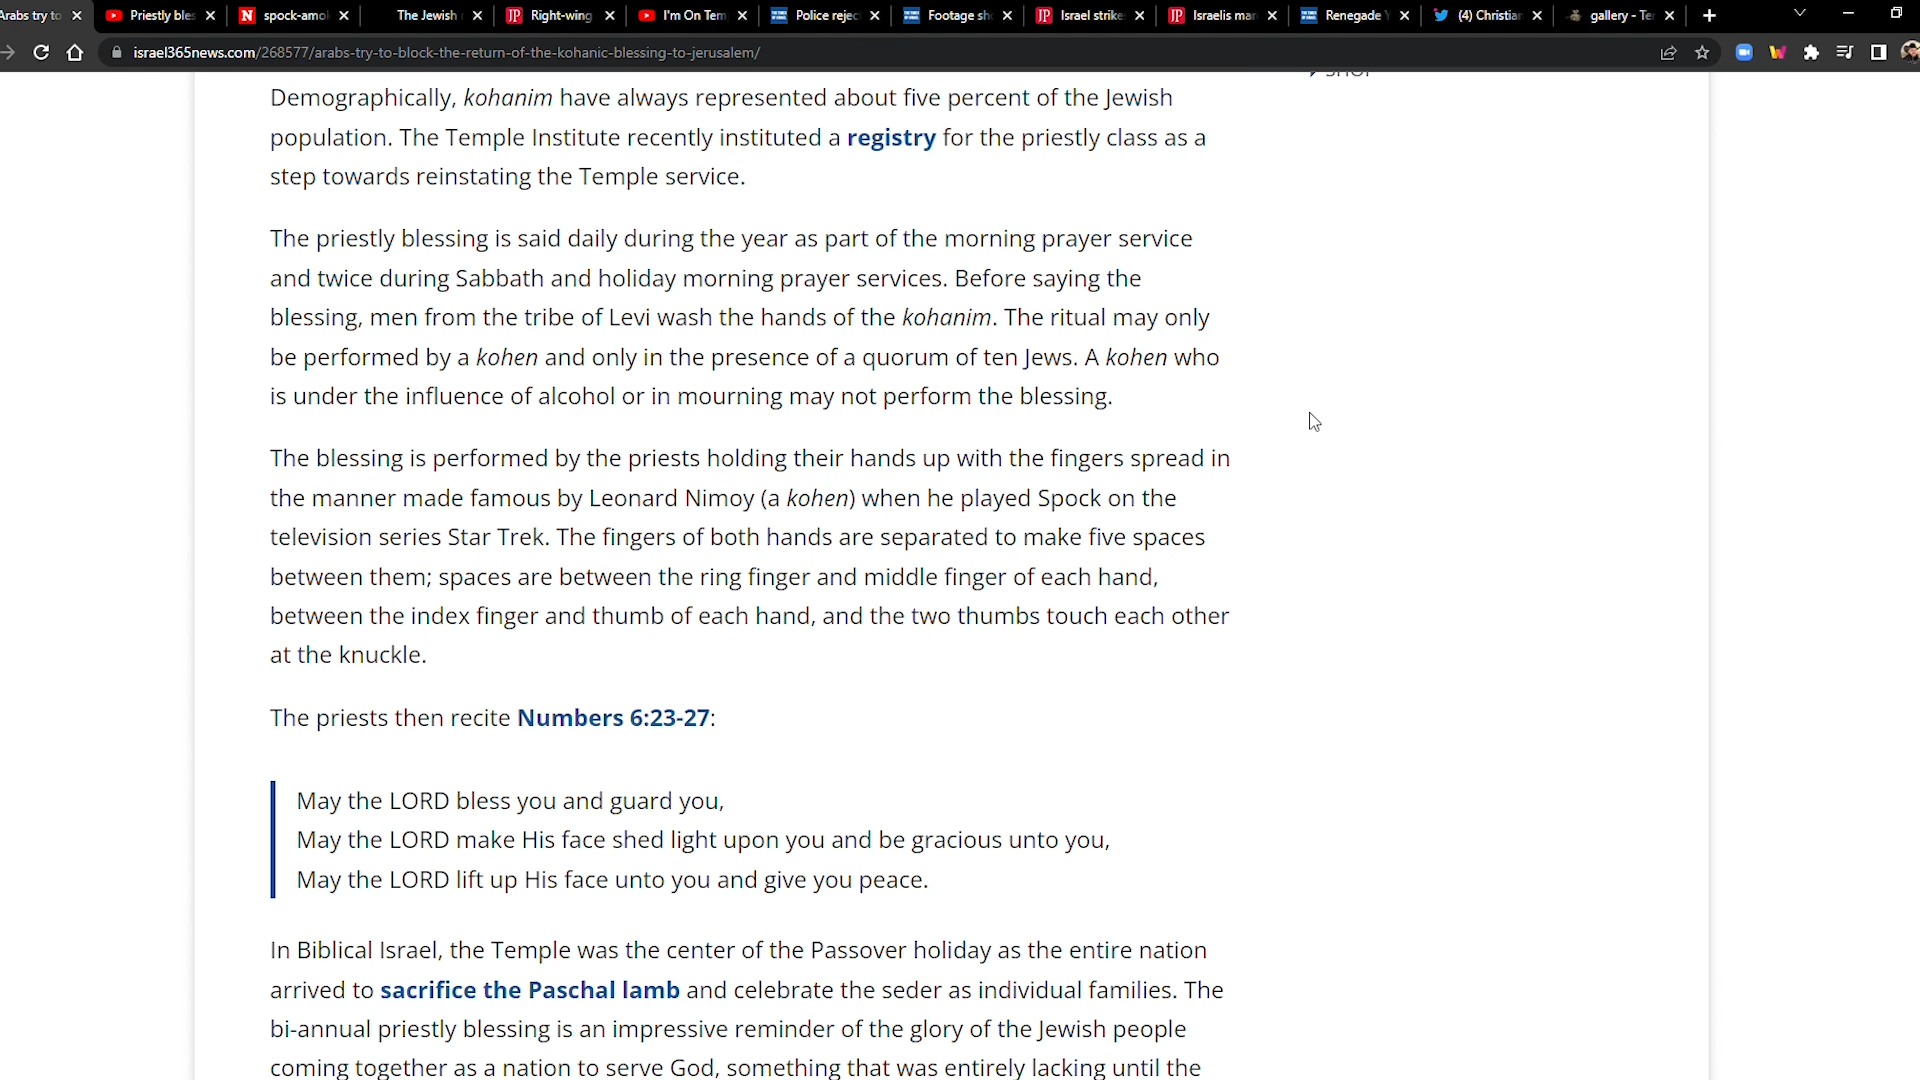 Arabs try to
Priestly bles
spock-amok
The Jewish
JP Right-wing
I'm On Tem
Police rejec
Footage sh
JP Israel strike
JP Israelis mar
Renegade Y
(4) Christian
gallery - Te
israel365news.com/268577/arabs-try-to-block-the-return-of-the-kohanic-blessing-to-jerusalem/
SHOP
Demographically, kohanim have always represented about five percent of the Jewish
population. The Temple Institute recently instituted a registry for the priestly class as a
step towards reinstating the Temple service.
The priestly blessing is said daily during the year as part of the morning prayer service
and twice during Sabbath and holiday morning prayer services. Before saying the
blessing, men from the tribe of Levi wash the hands of the kohanim. The ritual may only
be performed by a kohen and only in the presence of a quorum of ten Jews. A kohen who
is under the influence of alcohol or in mourning may not perform the blessing.
The blessing is performed by the priests holding their hands up with the fingers spread in
the manner made famous by Leonard Nimoy (a kohen) when he played Spock on the
television series Star Trek. The fingers of both hands are separated to make five spaces
between them; spaces are between the ring finger and middle finger of each hand,
between the index finger and thumb of each hand, and the two thumbs touch each other
at the knuckle.
The priests then recite Numbers 6:23-27:
May the LORD bless you and guard you,
May the LORD make His face shed light upon you and be gracious unto you,
May the LORD lift up His face unto you and give you peace.
In Biblical Israel, the Temple was the center of the Passover holiday as the entire nation
arrived to sacrifice the Paschal lamb and celebrate the seder as individual families. The
bi-annual priestly blessing is an impressive reminder of the glory of the Jewish people
coming together as a nation to serve God, something that was entirely lacking until the